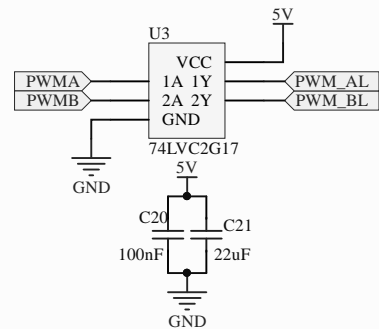 U3
5V
VCC
PWMA 1A 1Y PWM_AL
PWMB 2A 2Y PWM_BL
GND
74LVC2G17
GND
5V
C20 C21
100nF 22uF
GND